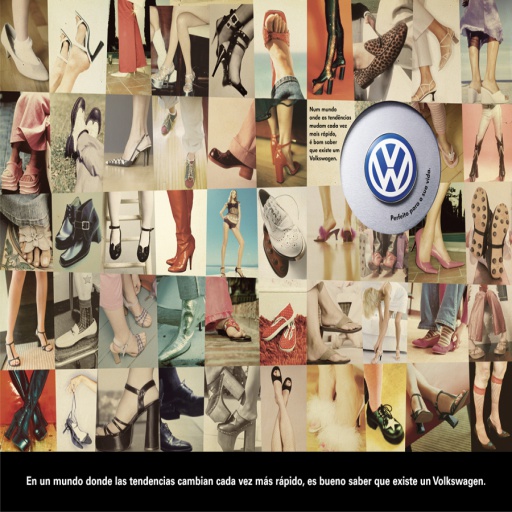 Num mundo
onde as tendências
mudam cada vez
mais rápido,
é bom saber
que existe um
Volkswagen.
VW
Perfeito para a sua vida.
En un mundo donde las tendencias cambian cada vez más rápido, es bueno saber que existe un Volkswagen.